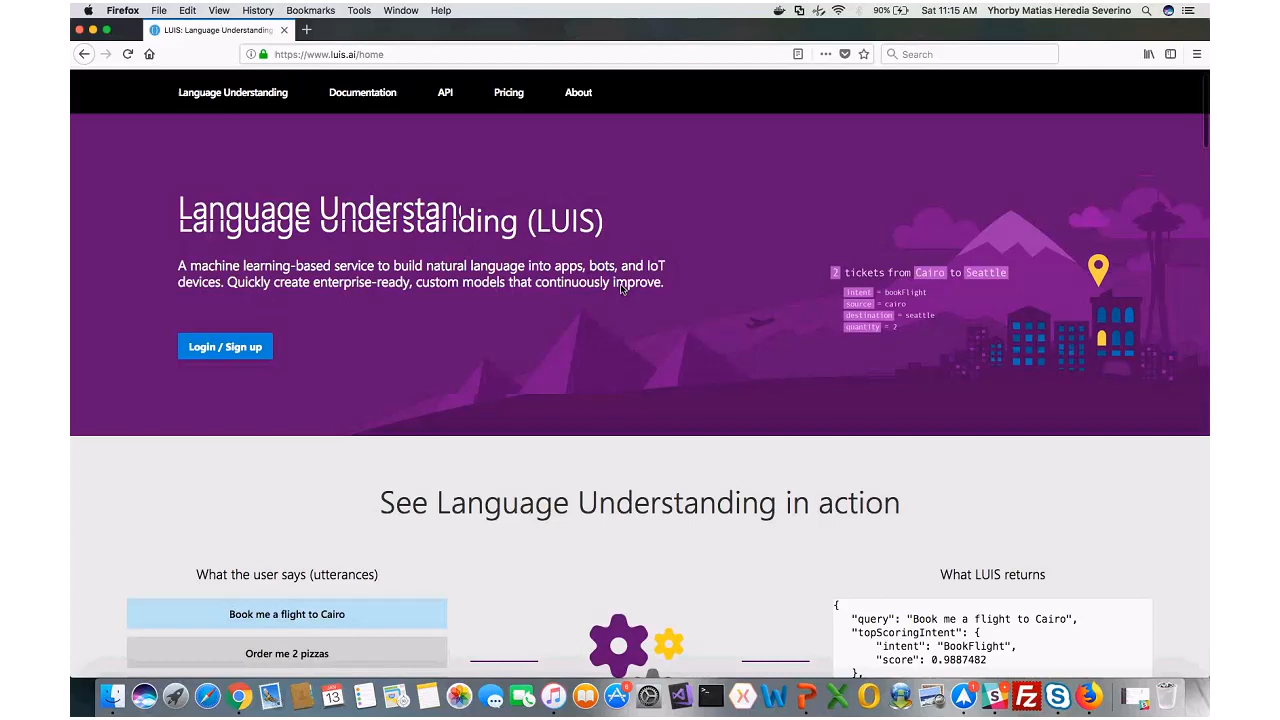 Firefox File Edit View History Bookmarks Tools Window Help 90% Sat 11:15 AM Yhorby Matias Heredia Severino
LUIS: Language Understanding
https://www.luis.ai/home
Search
Language Understanding Documentation API Pricing About
Language Understanding (LUIS)
A machine learning-based service to build natural language into apps, bots, and IoT
devices. Quickly create enterprise-ready, custom models that continuously improve.
Login / Sign up
2 tickets from Cairo to Seattle
intent = bookFlight
source = cairo
destination = seattle
quantity = 2
See Language Understanding in action
What the user says (utterances)
Book me a flight to Cairo
Order me 2 pizzas
What LUIS returns
{
"query": "Book me a flight to Cairo",
"topScoringIntent": {
"intent": "BookFlight",
"score": 0.9887482
},
13